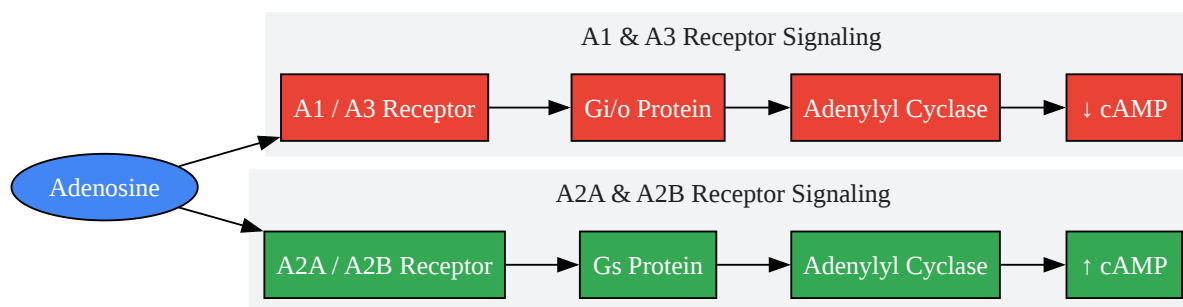 A1 & A3 Receptor Signaling
A1 / A3 Receptor
Gi/o Protein
Adenylyl Cyclase
↓ cAMP
Adenosine
A2A & A2B Receptor Signaling
A2A / A2B Receptor
Gs Protein
Adenylyl Cyclase
↑ cAMP